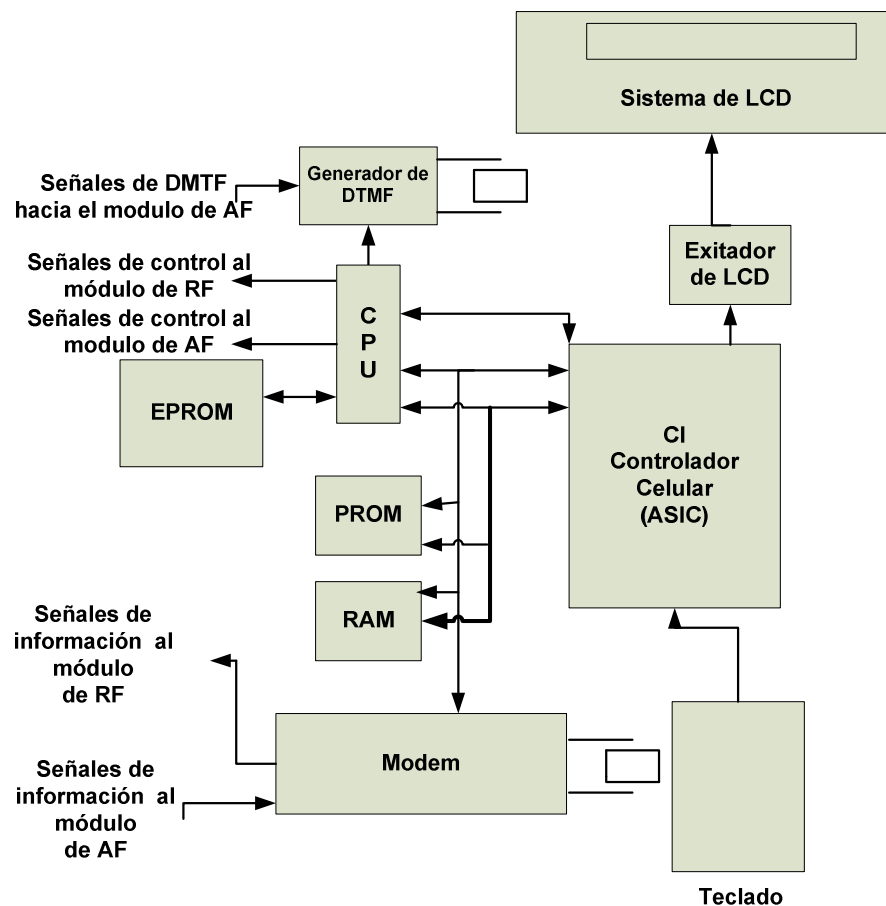 Sistema de LCD
Generador de
DTMF
Señales de DMTF
hacia el modulo de AF
Exitador
de LCD
Señales de control al
módulo de RF
Señales de control al
modulo de AF
C
P
U
EPROM
CI
Controlador
Celular
(ASIC)
PROM
RAM
Señales de
información al
módulo
de RF
Modem
Señales de
información al
módulo
de AF
Teclado